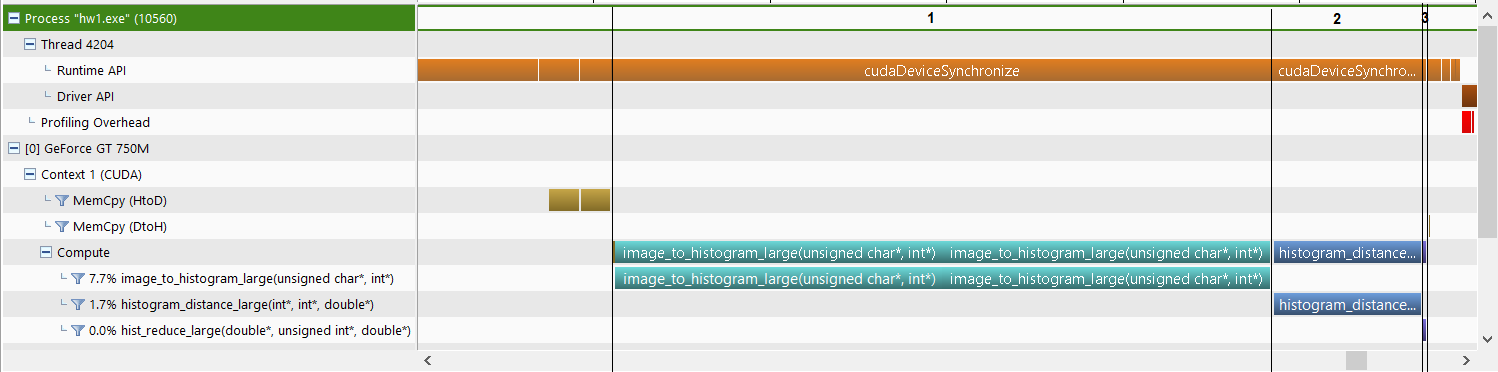 Process "hw1.exe" (10560) 1 2 3
Thread 4204
Runtime API cudaDeviceSynchronize cudaDeviceSynchro...
Driver API
Profiling Overhead
[0] GeForce GT 750M
Context 1 (CUDA)
MemCpy (HtoD)
MemCpy (DtoH)
Compute image_to_histogram_large(unsigned char*, int*) image_to_histogram_large(unsigned char*, int*) histogram_distance...
7.7% image_to_histogram_large(unsigned char*, int*) image_to_histogram_large(unsigned char*, int*) image_to_histogram_large(unsigned char*, int*)
1.7% histogram_distance_large(int*, int*, double*) histogram_distance...
0.0% hist_reduce_large(double*, unsigned int*, double*)